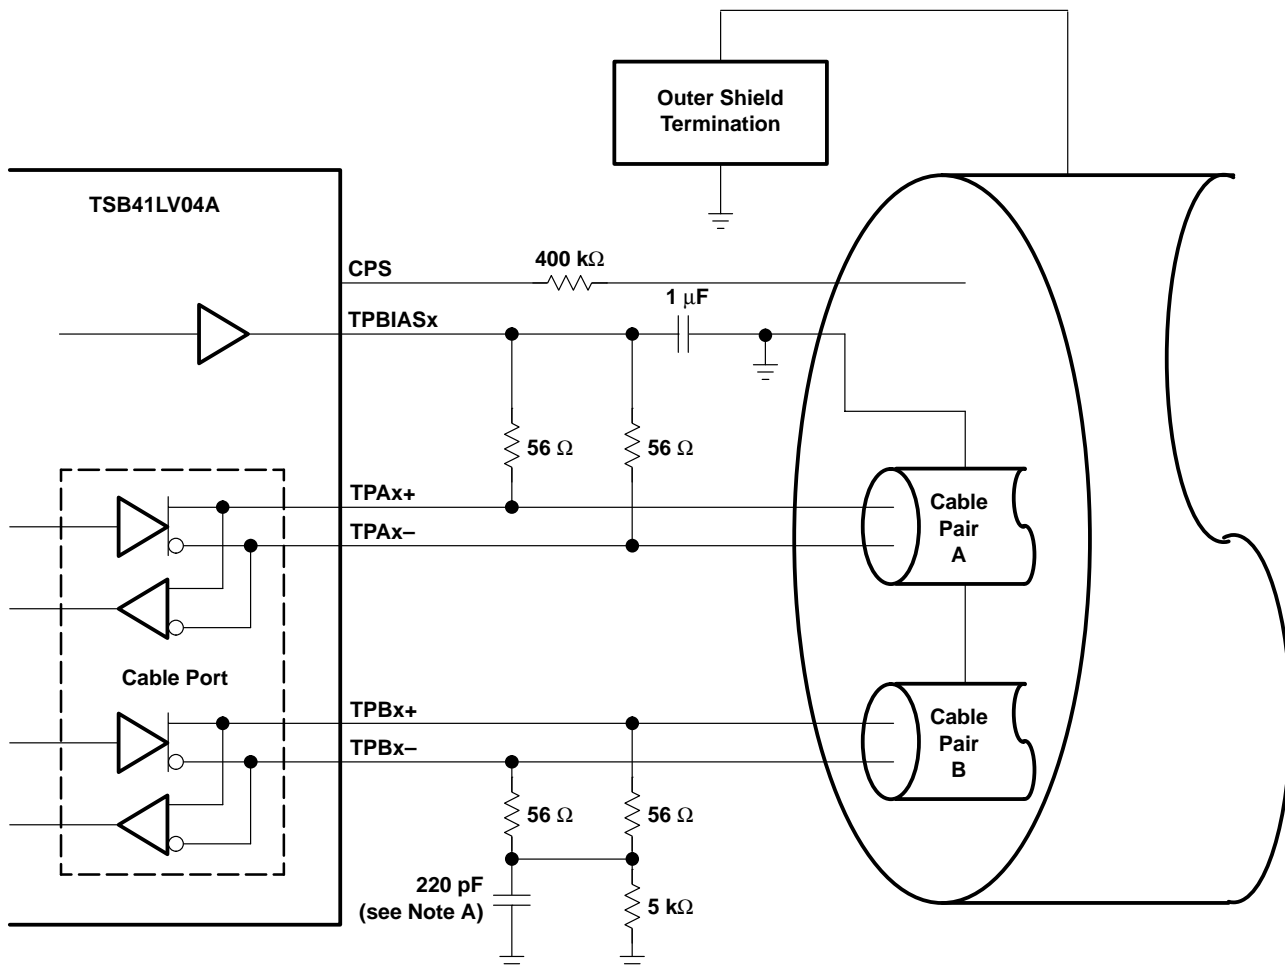 Outer Shield
Termination
TSB41LV04A
CPS
400 kΩ
1 μF
TPBIASx
56 Ω
56 Ω
TPAx+
Cable
Pair
A
TPAx–
Cable Port
TPBx+
Cable
Pair
B
TPBx–
56 Ω
56 Ω
220 pF
(see Note A)
5 kΩ